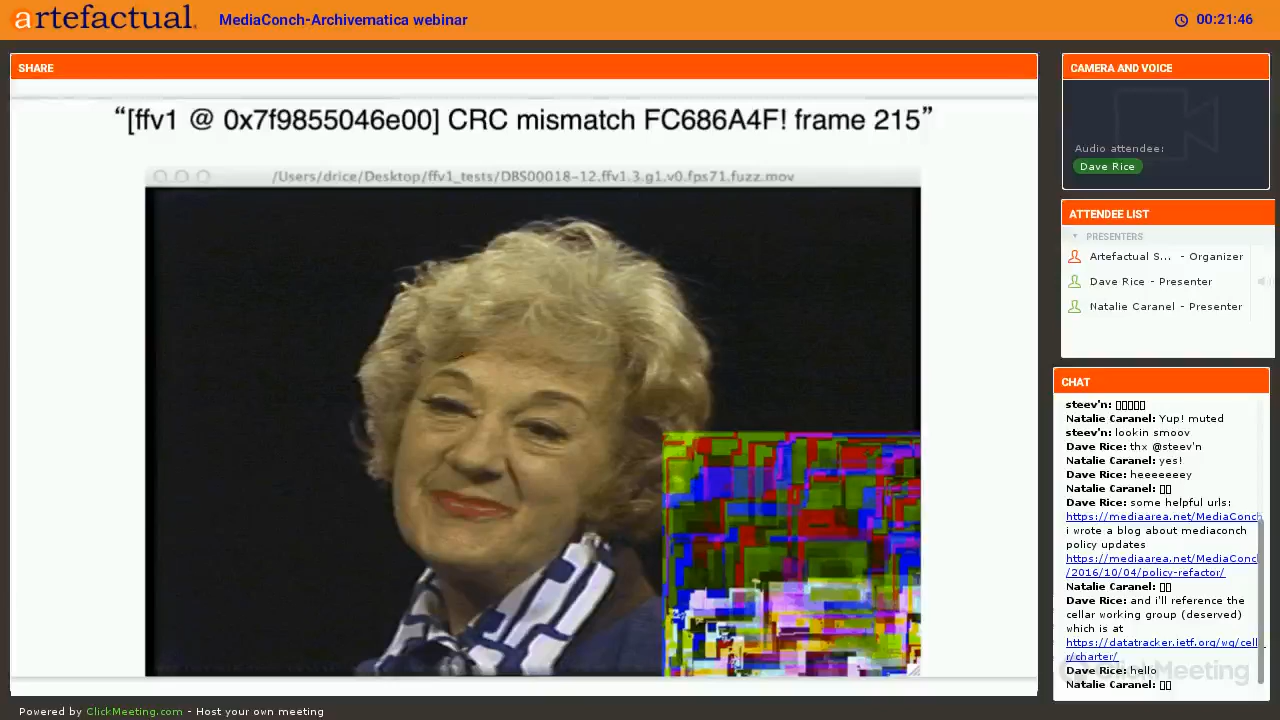 artefactual.
MediaConch-Archivematica webinar
00:21:46
SHARE
“[ffv1 @ 0x7f9855046e00] CRC mismatch FC686A4F! frame 215”
/Users/drice/Desktop/ffv1_tests/DBS00018-12.ffv1.3.g1.v0.fps71.fuzz.mov
CAMERA AND VOICE
Audio attendee:
Dave Rice
ATTENDEE LIST
PRESENTERS
Artefactual S... - Organizer
Dave Rice - Presenter
Natalie Caranel - Presenter
CHAT
steev'n:
Natalie Caranel: Yup! muted
steev'n: lookin smoov
Dave Rice: thx @steev'n
Natalie Caranel: yes!
Dave Rice: heeeeeeey
Natalie Caranel:
Dave Rice: some helpful urls:
https://mediaarea.net/MediaConch
i wrote a blog about mediaconch
policy updates
https://mediaarea.net/MediaConc
/2016/10/04/policy-refactor/
Natalie Caranel:
Dave Rice: and i'll reference the
cellar working group (deserved)
which is at
https://datatracker.ietf.org/wg/cell
r/charter/
Dave Rice: hello
Natalie Caranel:
ClickMeeting
Powered by ClickMeeting.com - Host your own meeting